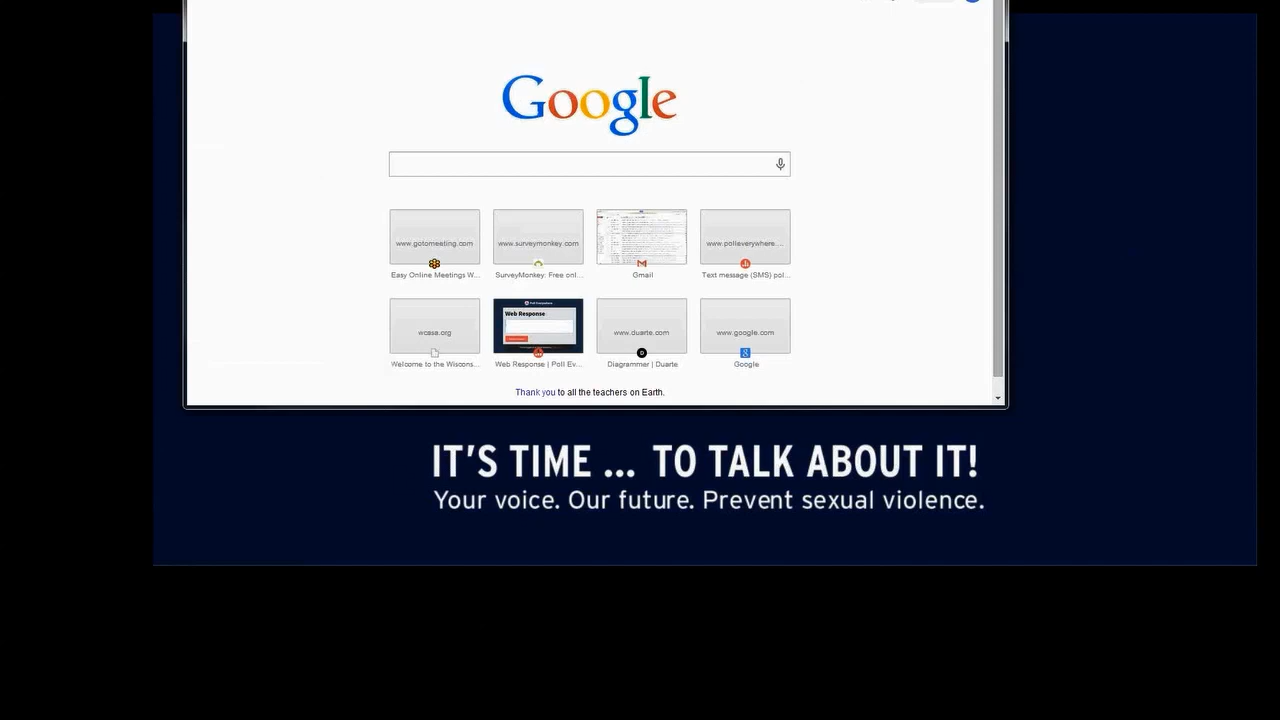 Google
www.gotomeeting.com
www.surveymonkey.com
www.polleverywhere....
Easy Online Meetings W...
SurveyMonkey: Free onl...
Gmail
Text message (SMS) pol...
wcasa.org
Poll Everywhere
Web Response
www.duarte.com
www.google.com
Welcome to the Wiscons...
Web Response | Poll Ev...
Diagrammer | Duarte
Google
Thank you to all the teachers on Earth.
IT'S TIME ... TO TALK ABOUT IT!
Your voice. Our future. Prevent sexual violence.